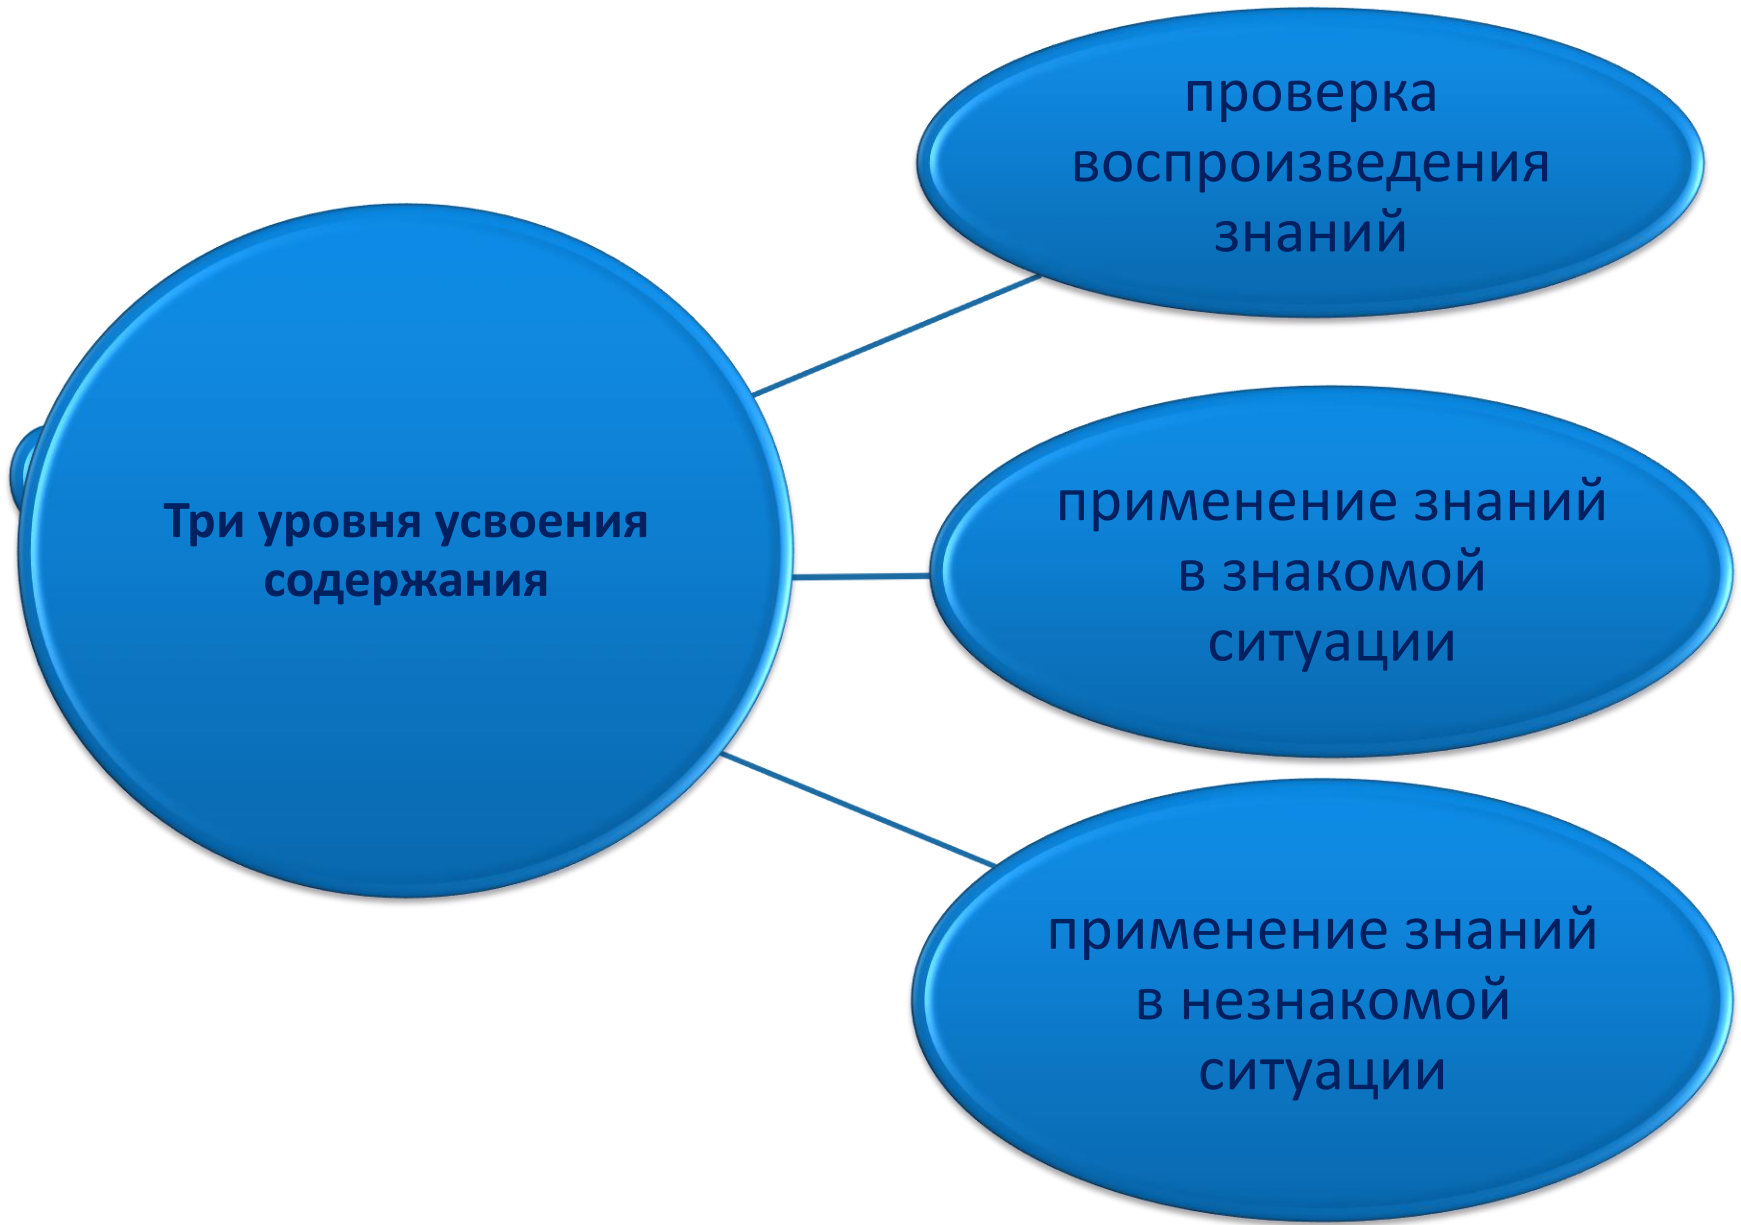 проверка
воспроизведения
знаний
Три уровня усвоения
содержания
применение знаний
в знакомой
ситуации
применение знаний
в незнакомой
ситуации